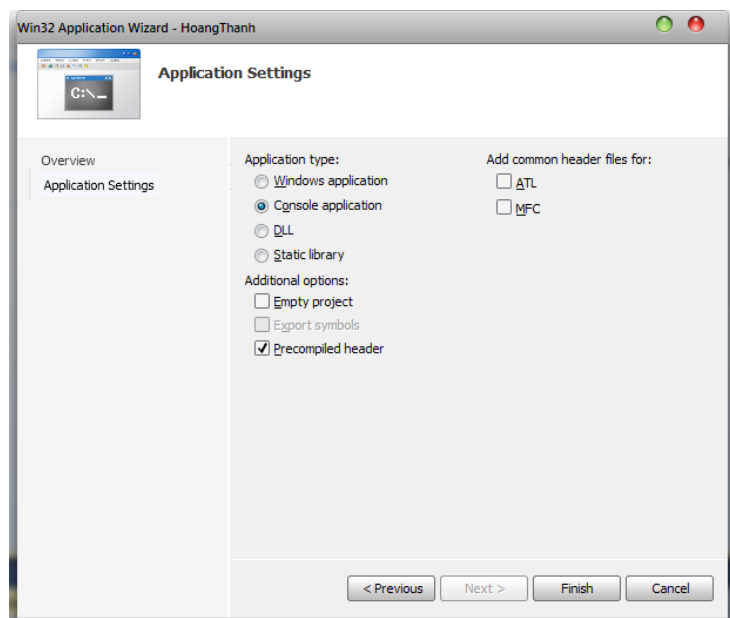 Win32 Application Wizard - HoangThanh
C:\_
Application Settings
Overview
Application Settings
Application type:
Windows application
Console application
DLL
Static library
Additional options:
Empty project
Export symbols
Precompiled header
Add common header files for:
ATL
MFC
< Previous
Next >
Finish
Cancel